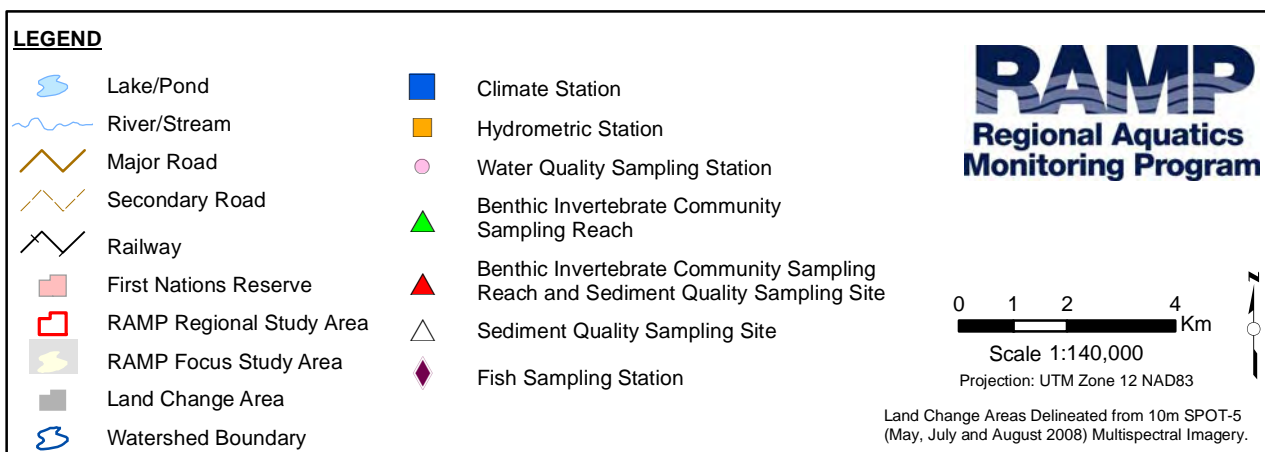 LEGEND
Lake/Pond
River/Stream
Major Road
Secondary Road
Railway
First Nations Reserve
RAMP Regional Study Area
RAMP Focus Study Area
Land Change Area
Watershed Boundary
Climate Station
Hydrometric Station
Water Quality Sampling Station
Benthic Invertebrate Community
Sampling Reach
Benthic Invertebrate Community Sampling
Reach and Sediment Quality Sampling Site
Sediment Quality Sampling Site
Fish Sampling Station
RAMP
Regional Aquatics
Monitoring Program
N
0 1 2 4
Km
Scale 1:140,000
Projection: UTM Zone 12 NAD83
Land Change Areas Delineated from 10m SPOT-5
(May, July and August 2008) Multispectral Imagery.